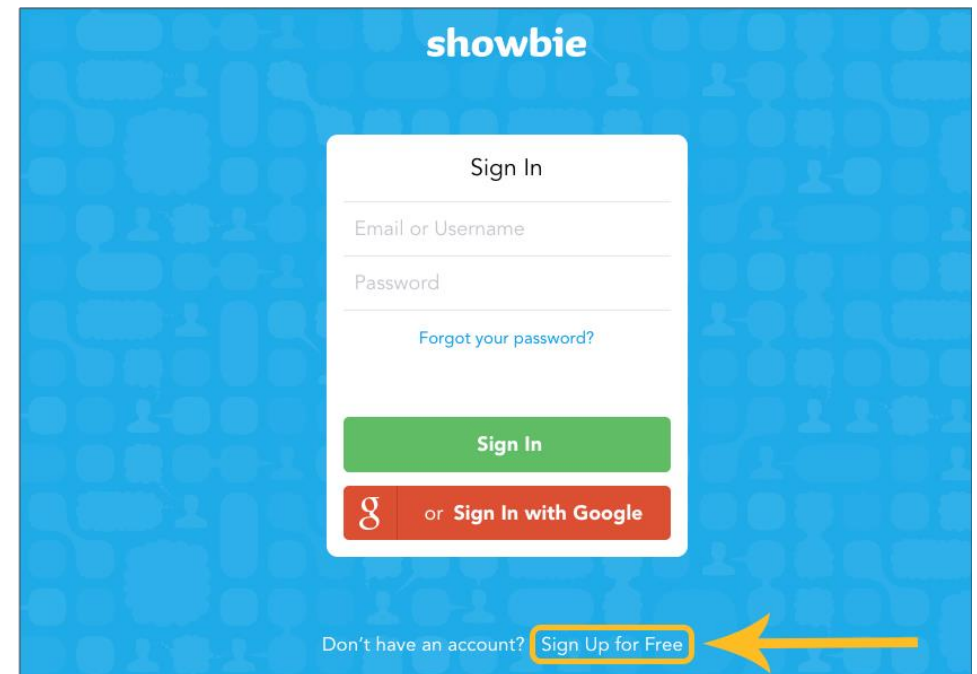 showbie
Sign In
Email or Username
Password
Forgot your password?
Sign In
g or Sign In with Google
Don't have an account? Sign Up for Free